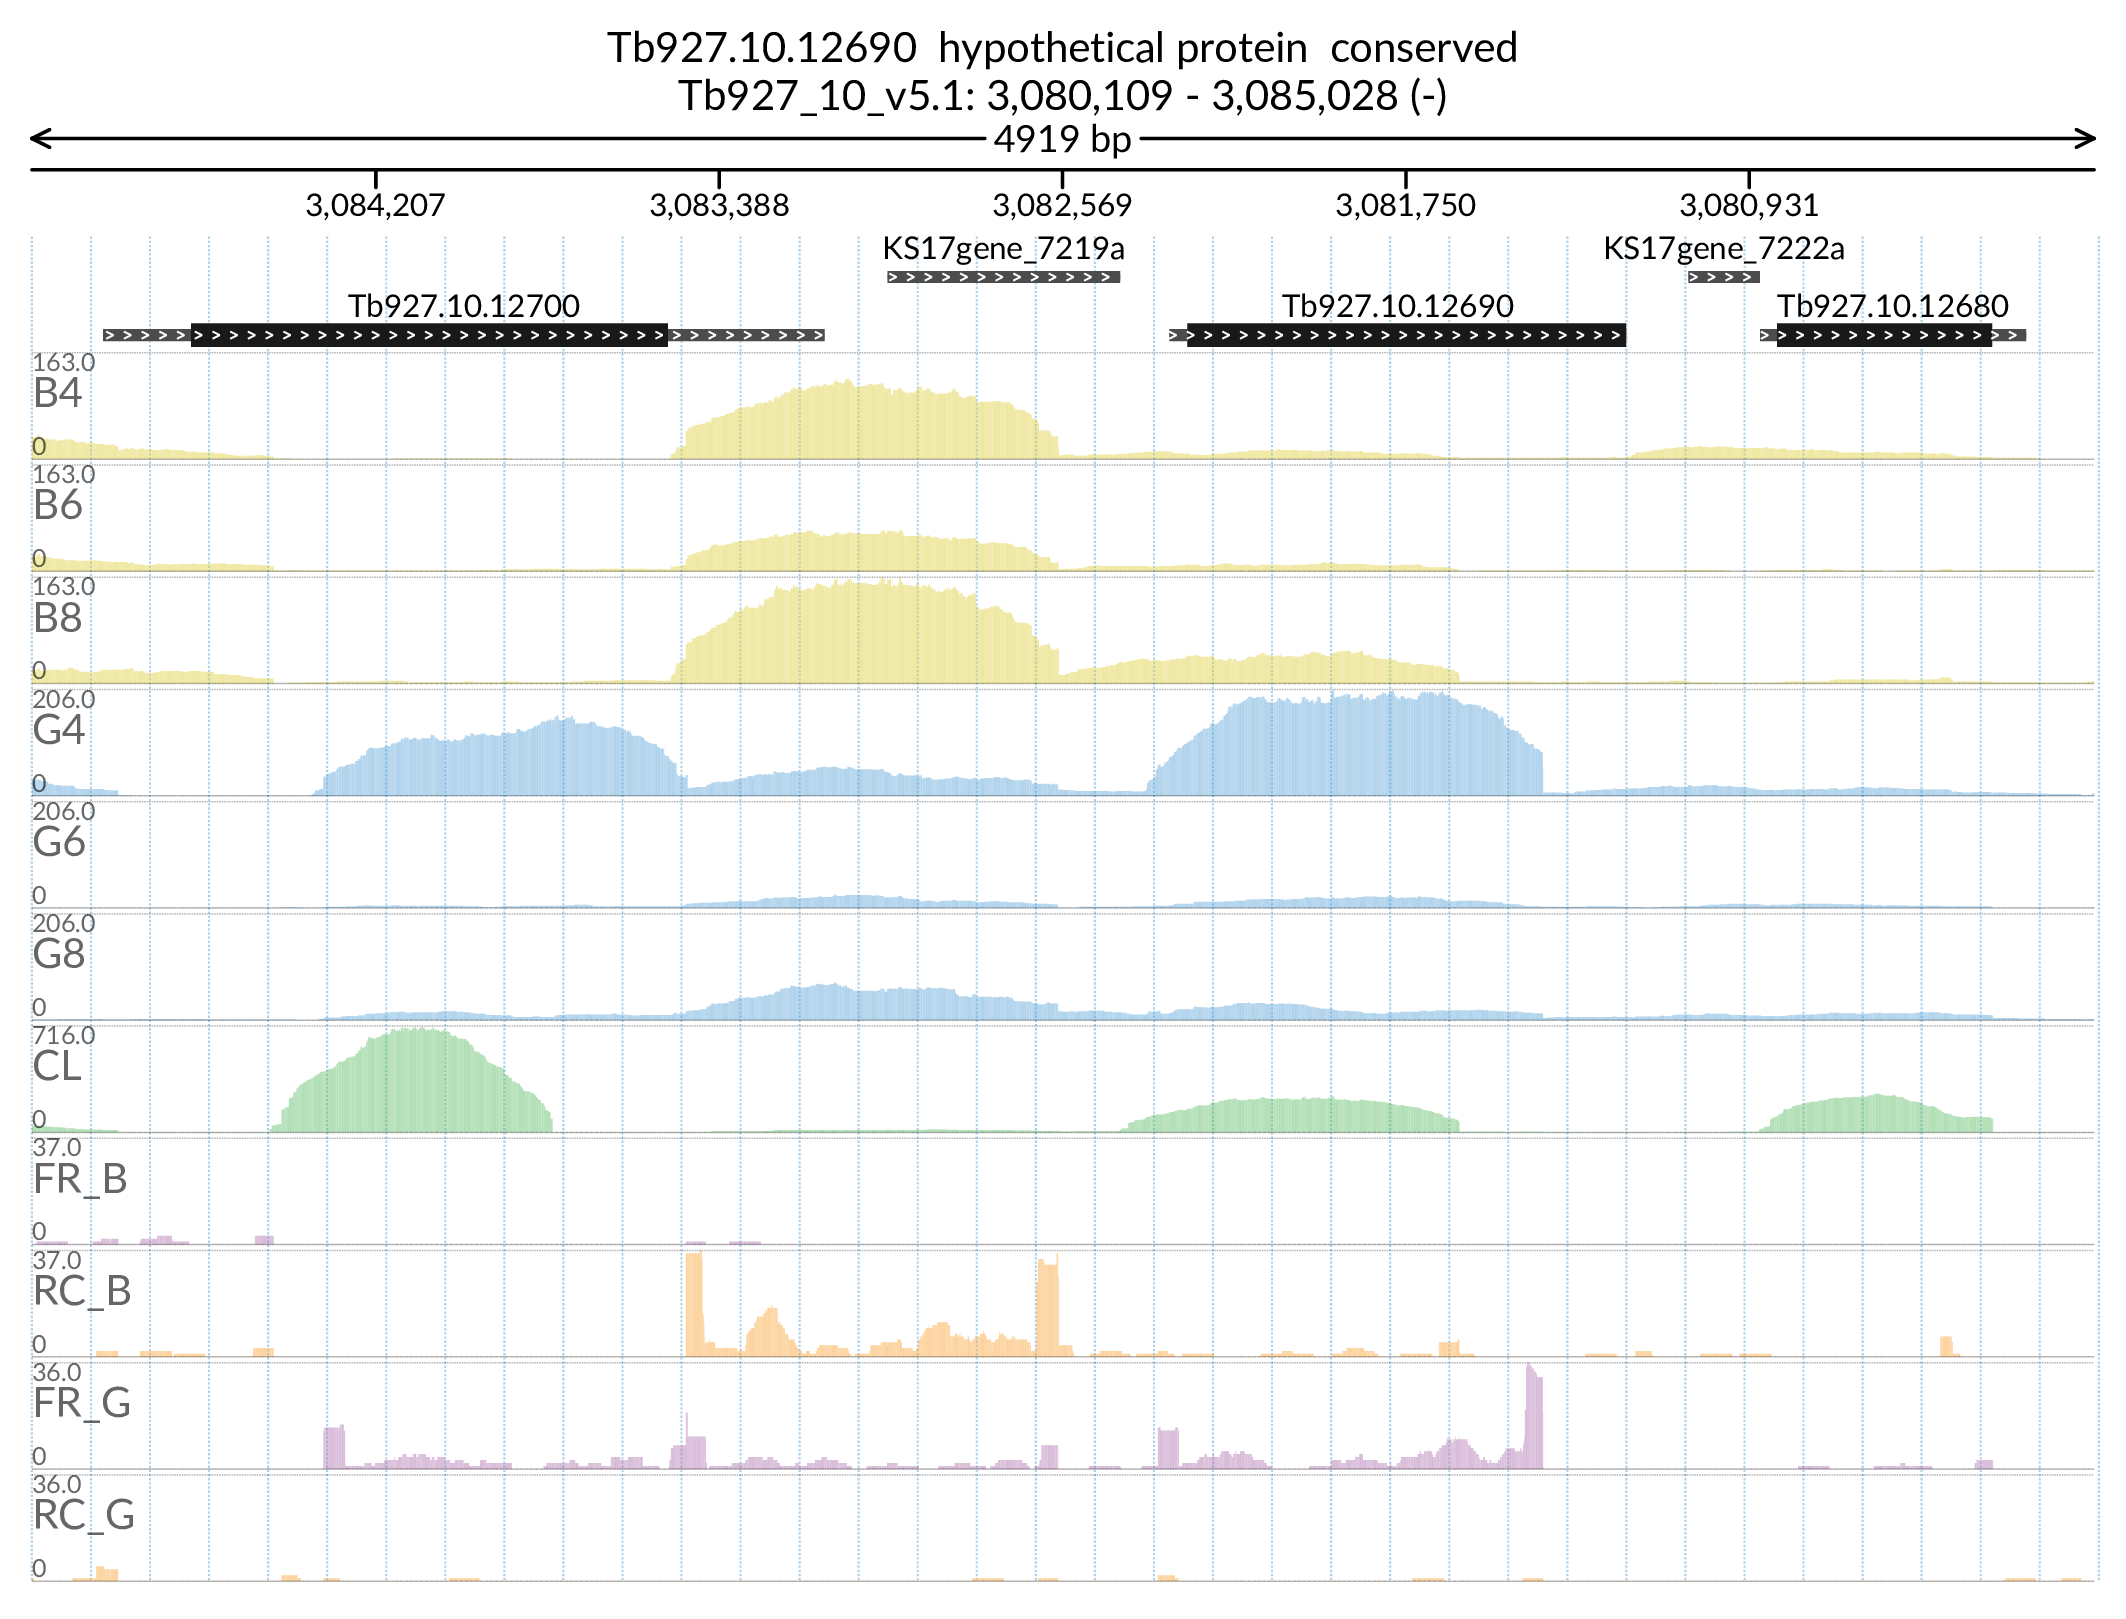 Tb927.10.12690  hypothetical protein  conserved
Tb927_10_v5.1: 3,080,109 - 3,085,028 (-)
4919 bp
3,084,207 3,083,388 3,082,569 3,081,750 3,080,931
KS17gene_7219a KS17gene_7222a
Tb927.10.12700 Tb927.10.12690 Tb927.10.12680
163.0
B4
0
163.0
B6
0
163.0
B8
0
206.0
G4
0
206.0
G6
0
206.0
G8
0
716.0
CL
0
37.0
FR_B
0
37.0
RC_B
0
36.0
FR_G
0
36.0
RC_G
0